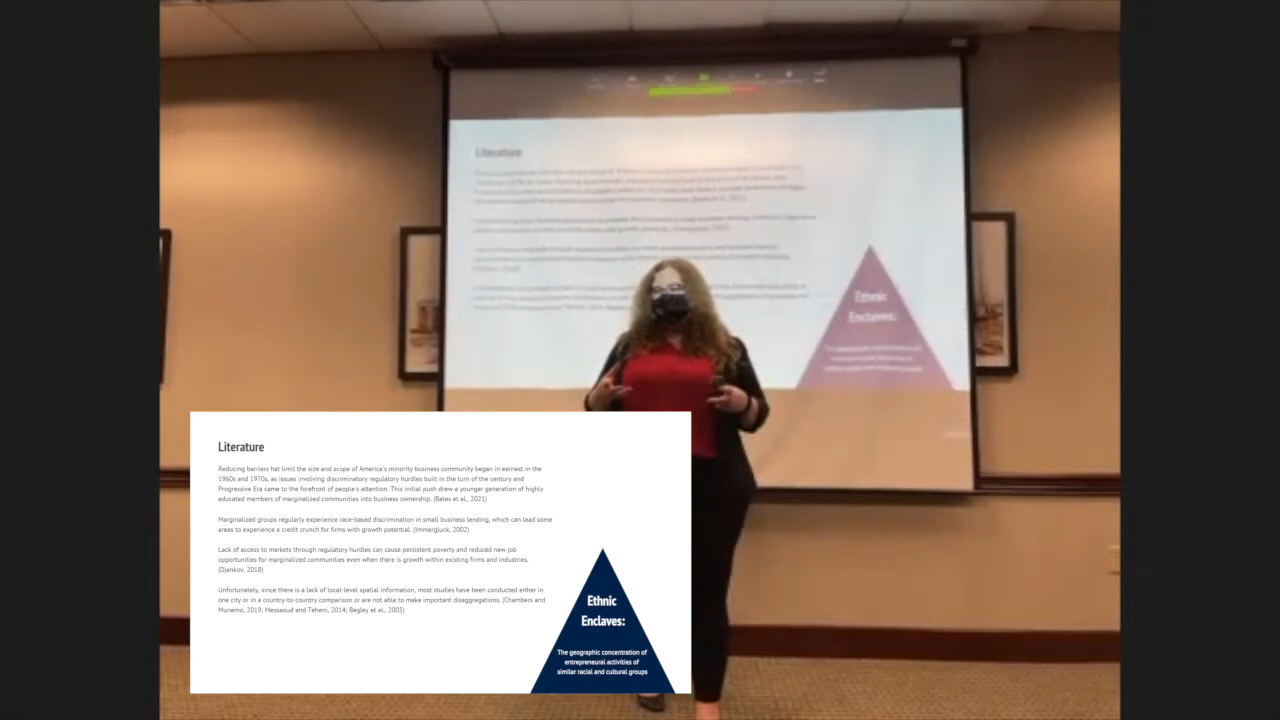 Literature
Ethnic
Enclaves:
Literature
Reducing barriers hat limit the size and scope of America's minority business community began in earnest in the
1960s and 1970s, as issues involving discriminatory regulatory hurdles built in the turn of the century and
Progressive Era came to the forefront of people's attention. This initial push drew a younger generation of highly
educated members of marginalized communities into business ownership. (Bates et al., 2021)
Marginalized groups regularly experience race-based discrimination in small business lending, which can lead some
areas to experience a credit crunch for firms with growth potential. (Immergluck, 2002)
Lack of access to markets through regulatory hurdles can cause persistent poverty and reduced new job
opportunities for marginalized communities even when there is growth within existing firms and industries.
(Djankov, 2018)
Unfortunately, since there is a lack of local-level spatial information, most studies have been conducted either in
one city or in a country-to-country comparison or are not able to make important disaggregations. (Chambers and
Munemo, 2019; Messaoud and Teheni, 2014; Begley et al., 2005)
Ethnic
Enclaves:
The geographic concentration of
entrepreneural activities of
similar racial and cultural groups